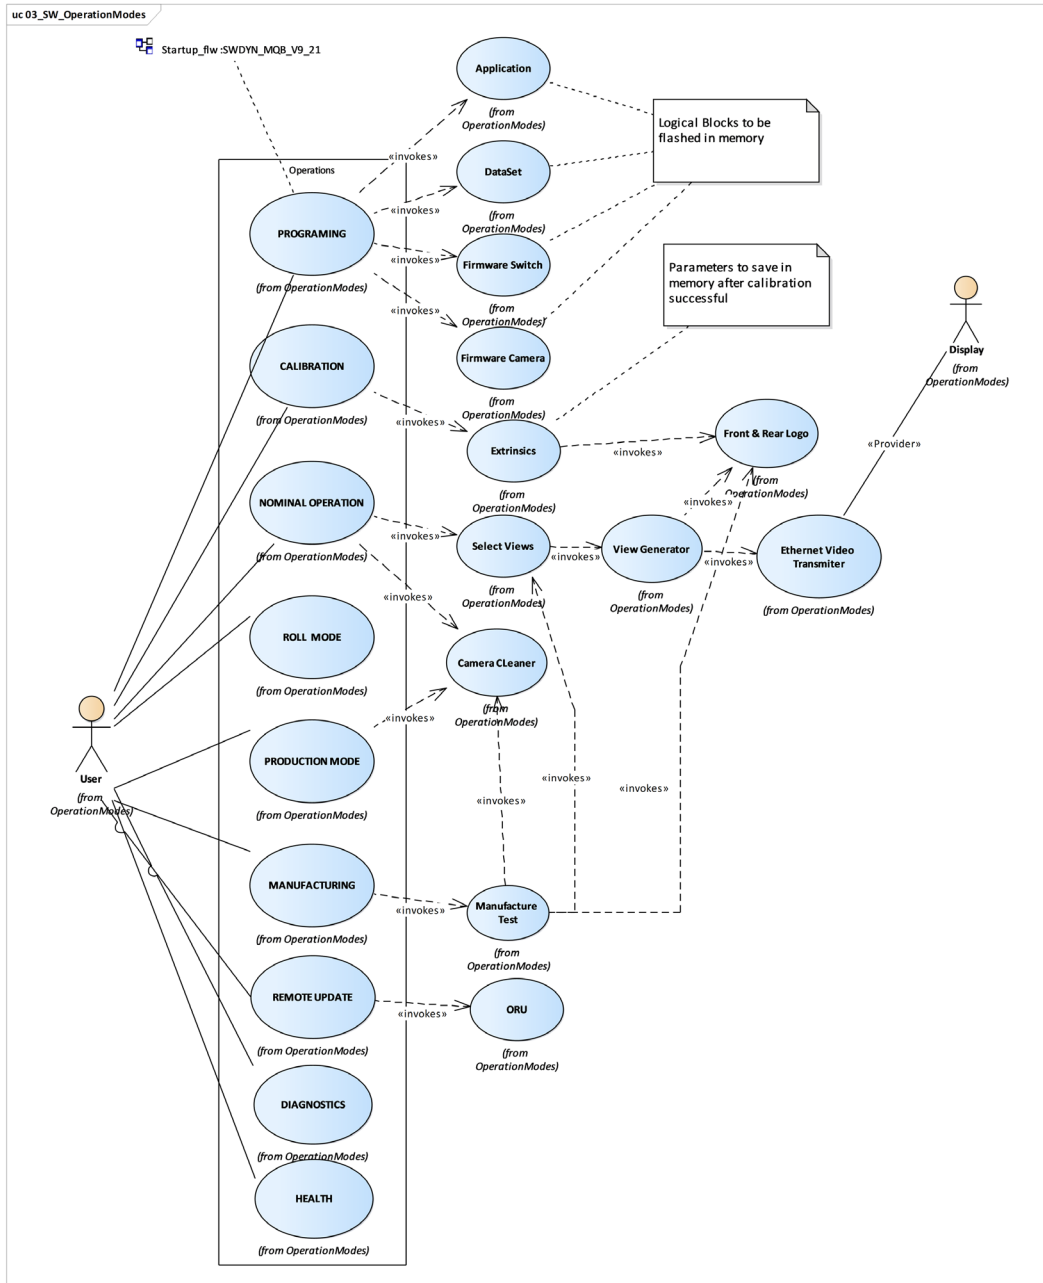 uc 03_SW_OperationModes
Startup_flw :SWDYN_MQB_V9_21
Application
(from
OperationModes)
Logical Blocks to be
flashed in memory
«invokes»
Operations
DataSet
(from
OperationModes)
«invokes»
PROGRAMING
(from OperationModes)
«invokes»
Firmware Switch
(from
OperationModes)
Parameters to save in
memory after calibration
successful
«invokes»
Firmware Camera
(from
OperationModes)
Display
(from
OperationModes)
CALIBRATION
(from OperationModes)
«invokes»
Extrinsics
(from
OperationModes)
«invokes»
Front & Rear Logo
(from
OperationModes)
«Provider»
NOMINAL OPERATION
(from OperationModes)
«invokes»
«invokes»
Select Views
(from
OperationModes)
«invokes»
View Generator
(from
OperationModes)
«invokes»
«invokes»
Ethernet Video
Transmiter
(from OperationModes)
ROLL MODE
(from OperationModes)
Camera CLeaner
(from
OperationModes)
«invokes»
User
(from
OperationModes)
PRODUCTION MODE
(from OperationModes)
«invokes»
«invokes»
«invokes»
MANUFACTURING
(from OperationModes)
«invokes»
Manufacture
Test
(from
OperationModes)
REMOTE UPDATE
(from OperationModes)
«invokes»
ORU
(from
OperationModes)
DIAGNOSTICS
(from OperationModes)
HEALTH
(from OperationModes)